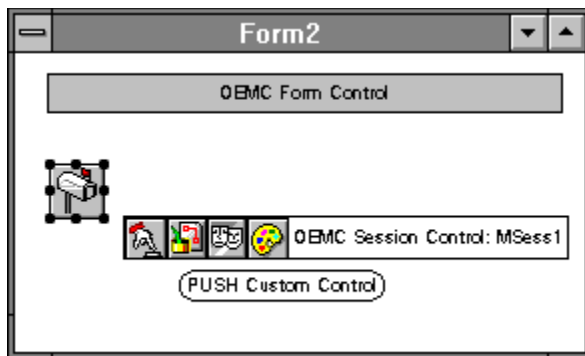 Form2
OEMC Form Control
OEMC Session Control: MSess1
PUSH Custom Control